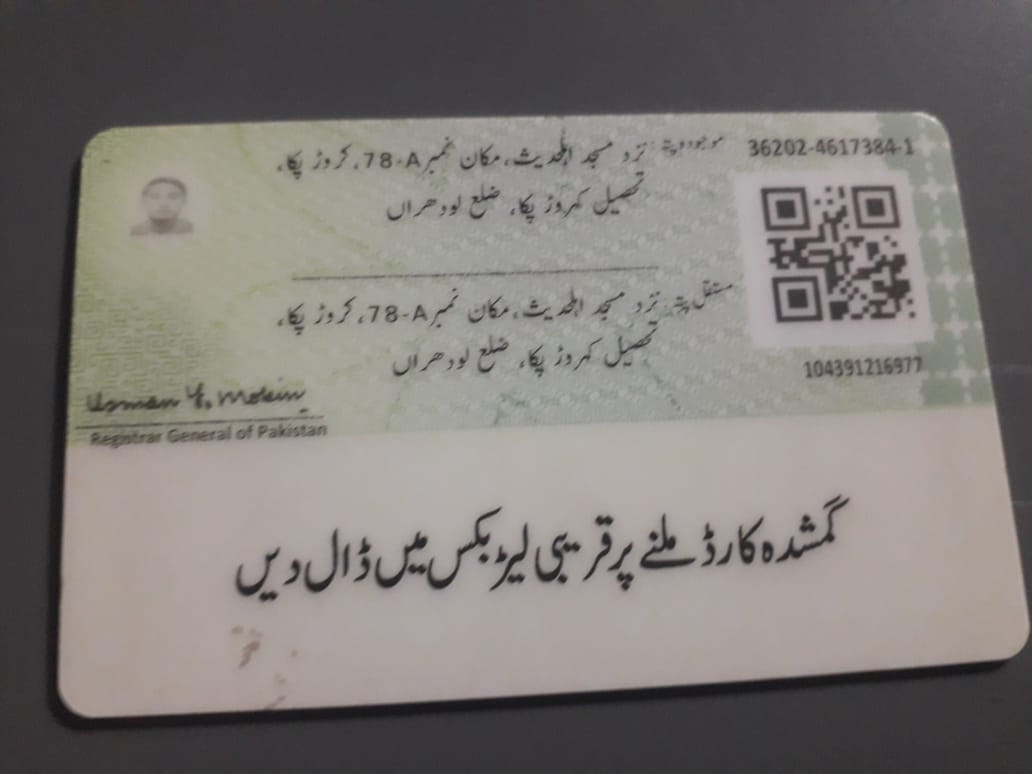 36202-4617384-1
موجودہ پتہ: نزد مسجد اہلحدیث، مکان نمبر 78-A، کروڑ پکا،
تحصیل کہروڑ پکا، ضلع لودھراں
مستقل پتہ: نزد مسجد اہلحدیث، مکان نمبر 78-A، کروڑ پکا،
تحصیل کہروڑ پکا، ضلع لودھراں
104391216977
Usman Y. Mobin
Registrar General of Pakistan
گمشدہ کارڈ ملنے پر قریبی لیٹر بکس میں ڈال دیں